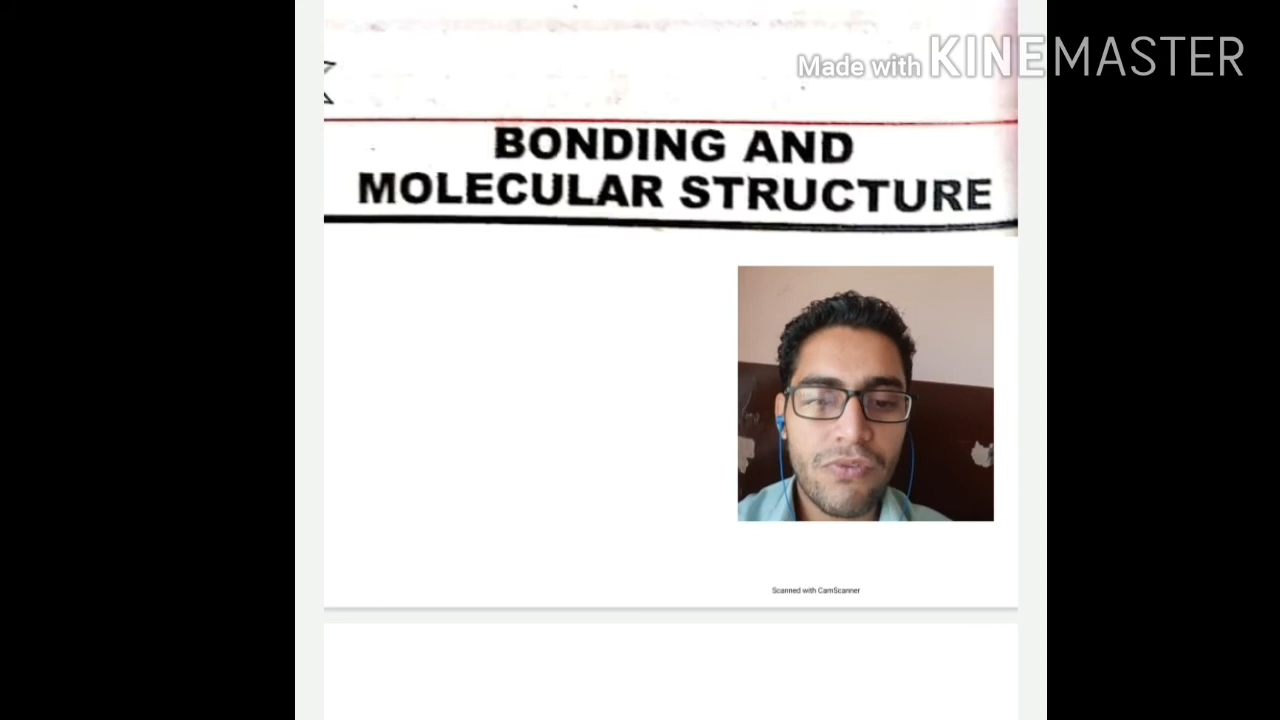 Made with KINEMASTER
BONDING AND
MOLECULAR STRUCTURE
Scanned with CamScanner